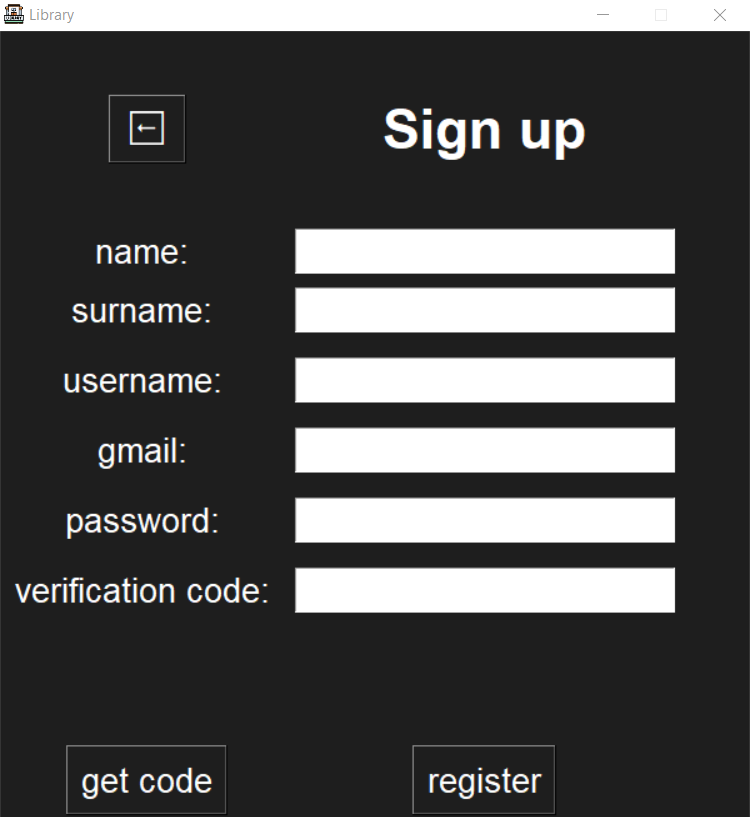 Library
← Sign up
name:
surname:
username:
gmail:
password:
verification code:
get code register